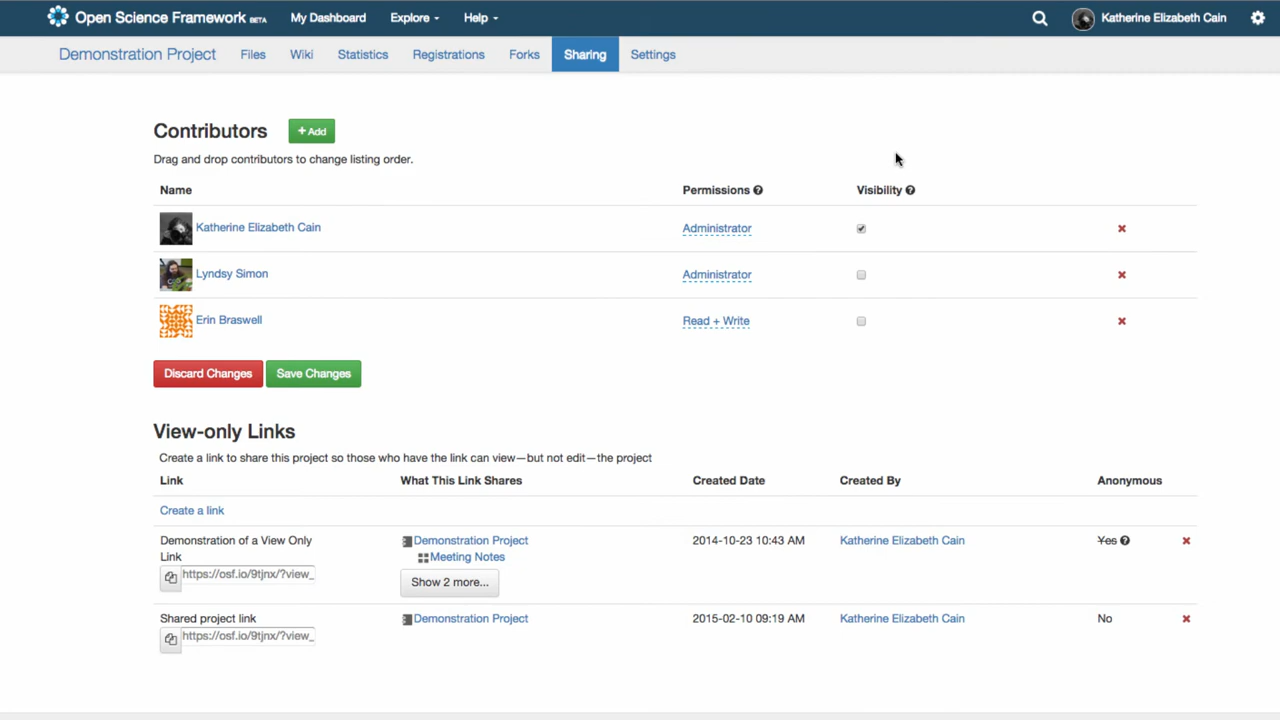 Open Science Framework BETA My Dashboard Explore Help Katherine Elizabeth Cain
Demonstration Project Files Wiki Statistics Registrations Forks Sharing Settings
Contributors + Add
Drag and drop contributors to change listing order.
Name Permissions ? Visibility ?
Katherine Elizabeth Cain Administrator
Lyndsy Simon Administrator
Erin Braswell Read + Write
Discard Changes Save Changes
View-only Links
Create a link to share this project so those who have the link can view—but not edit—the project
Link What This Link Shares Created Date Created By Anonymous
Create a link
Demonstration of a View Only Demonstration Project 2014-10-23 10:43 AM Katherine Elizabeth Cain Yes ?
Link Meeting Notes
https://osf.io/9tjnx/?view_ Show 2 more...
Shared project link Demonstration Project 2015-02-10 09:19 AM Katherine Elizabeth Cain No
https://osf.io/9tjnx/?view_